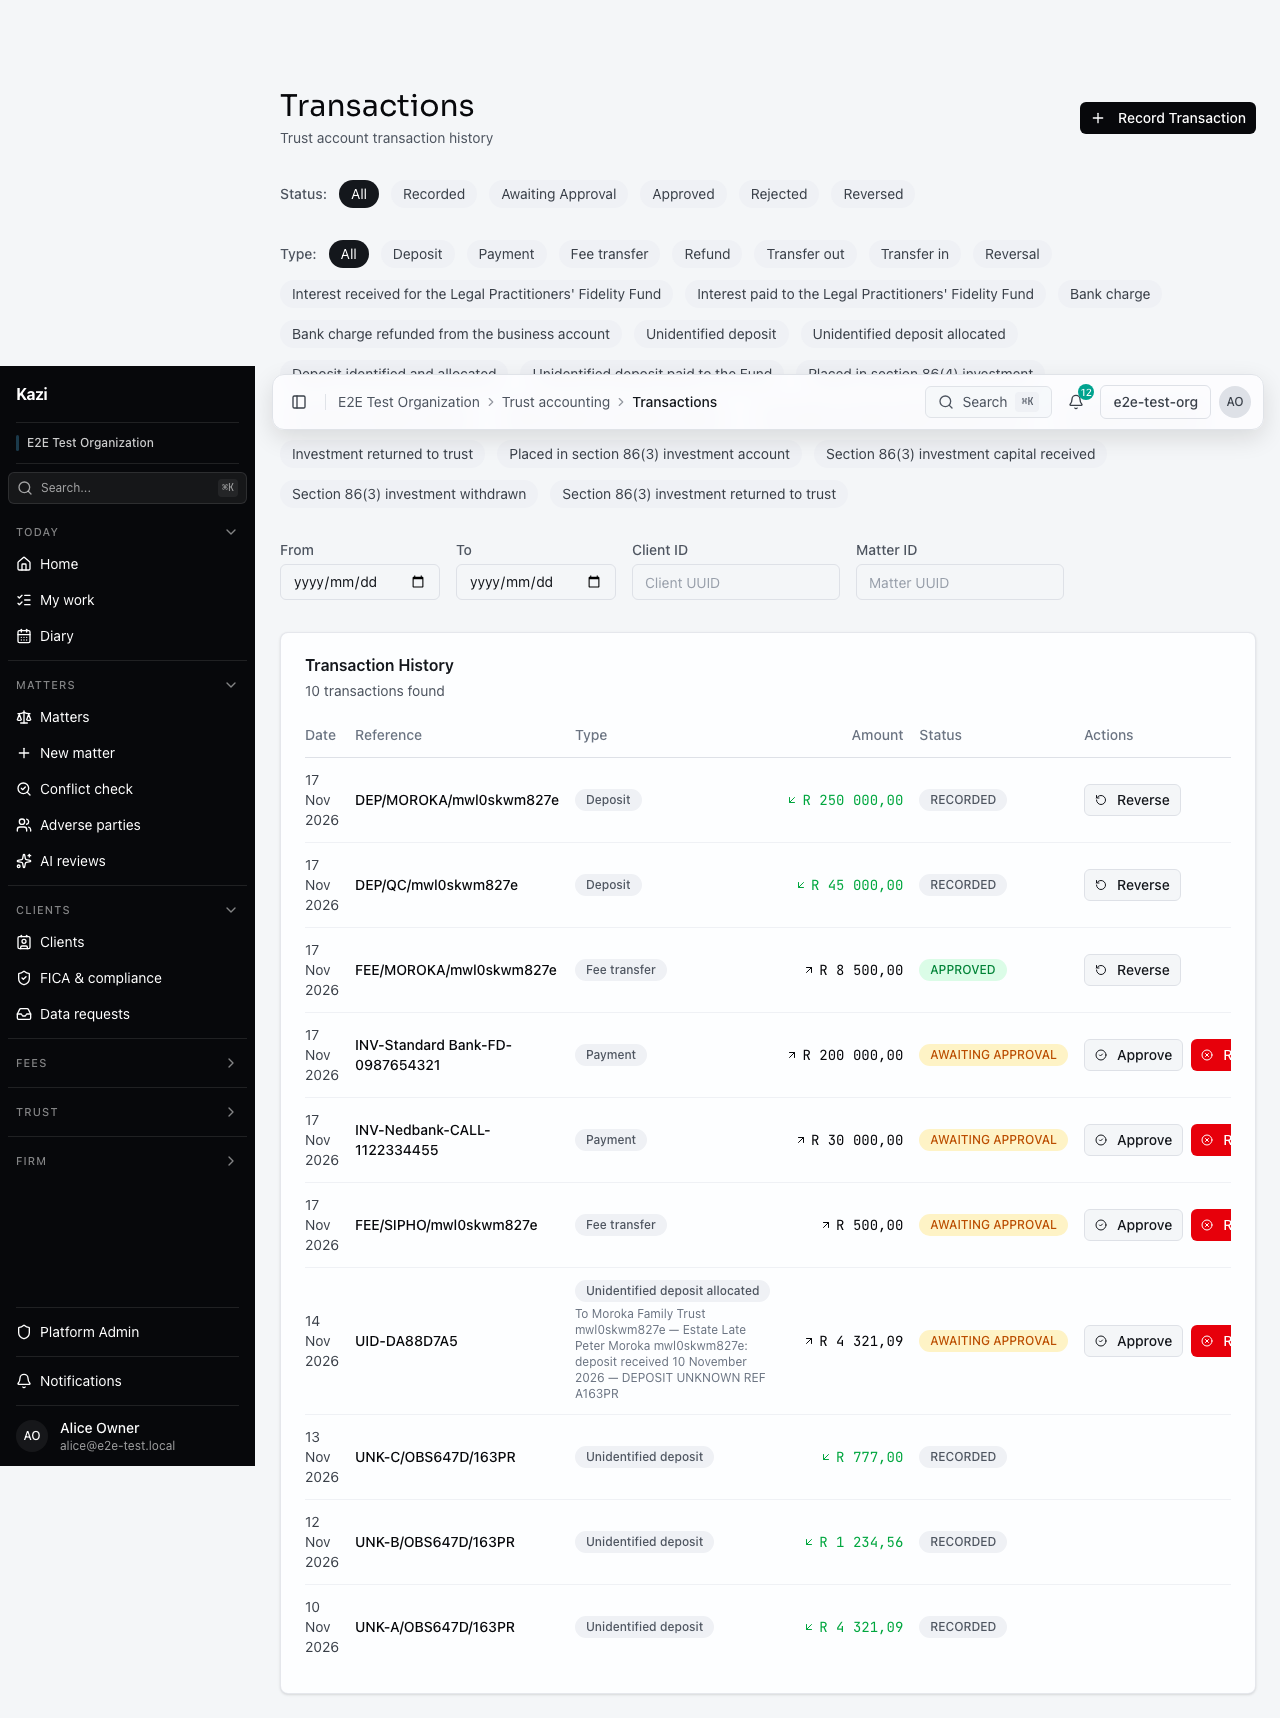 Transactions
Trust account transaction history
Record Transaction
Status: All Recorded Awaiting Approval Approved Rejected Reversed
Type: All Deposit Payment Fee transfer Refund Transfer out Transfer in Reversal
Interest received for the Legal Practitioners' Fidelity Fund Interest paid to the Legal Practitioners' Fidelity Fund Bank charge
Bank charge refunded from the business account Unidentified deposit Unidentified deposit allocated
Deposit identified and allocated Unidentified deposit paid to the Fund Placed in section 86(4) investment
E2E Test Organization Trust accounting Transactions Search ⌘K 12 e2e-test-org AO
Investment returned to trust Placed in section 86(3) investment account Section 86(3) investment capital received
Section 86(3) investment withdrawn Section 86(3) investment returned to trust
Kazi
E2E Test Organization
Search... ⌘K
TODAY
Home
My work
Diary
MATTERS
Matters
New matter
Conflict check
Adverse parties
AI reviews
CLIENTS
Clients
FICA & compliance
Data requests
FEES
TRUST
FIRM
Platform Admin
Notifications
AO Alice Owner
alice@e2e-test.local
From To Client ID Matter ID
yyyy/mm/dd yyyy/mm/dd Client UUID Matter UUID
Transaction History
10 transactions found
Date Reference Type Amount Status Actions
17
Nov
2026
DEP/MOROKA/mwl0skwm827e Deposit R 250 000,00 RECORDED Reverse
17
Nov
2026
DEP/QC/mwl0skwm827e Deposit R 45 000,00 RECORDED Reverse
17
Nov
2026
FEE/MOROKA/mwl0skwm827e Fee transfer R 8 500,00 APPROVED Reverse
17
Nov
2026
INV-Standard Bank-FD-
0987654321
Payment R 200 000,00 AWAITING APPROVAL Approve R
17
Nov
2026
INV-Nedbank-CALL-
1122334455
Payment R 30 000,00 AWAITING APPROVAL Approve R
17
Nov
2026
FEE/SIPHO/mwl0skwm827e Fee transfer R 500,00 AWAITING APPROVAL Approve R
14
Nov
2026
UID-DA88D7A5
Unidentified deposit allocated
To Moroka Family Trust
mwl0skwm827e — Estate Late
Peter Moroka mwl0skwm827e:
deposit received 10 November
2026 — DEPOSIT UNKNOWN REF
A163PR
R 4 321,09 AWAITING APPROVAL Approve R
13
Nov
2026
UNK-C/OBS647D/163PR Unidentified deposit R 777,00 RECORDED
12
Nov
2026
UNK-B/OBS647D/163PR Unidentified deposit R 1 234,56 RECORDED
10
Nov
2026
UNK-A/OBS647D/163PR Unidentified deposit R 4 321,09 RECORDED